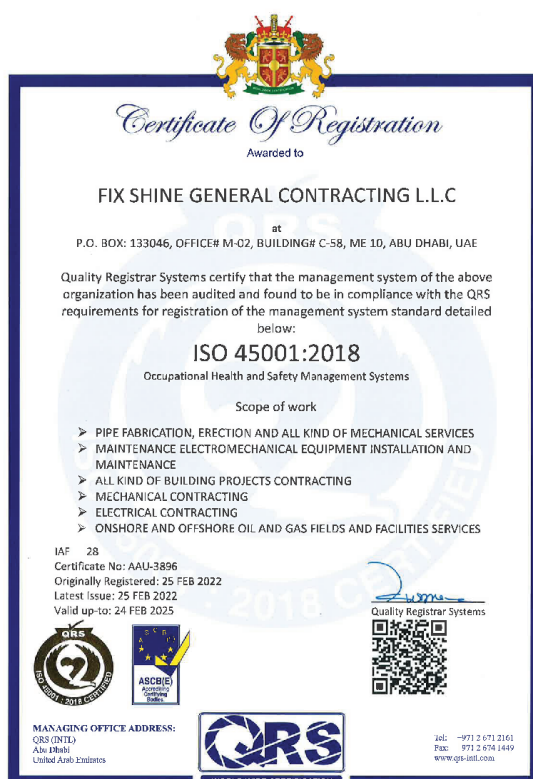 Certificate Of Registration
Awarded to
FIX SHINE GENERAL CONTRACTING L.L.C
at
P.O. BOX: 133046, OFFICE# M-02, BUILDING# C-58, ME 10, ABU DHABI, UAE
Quality Registrar Systems certify that the management system of the above
organization has been audited and found to be in compliance with the QRS
requirements for registration of the management system standard detailed
below:
ISO 45001:2018
Occupational Health and Safety Management Systems
Scope of work
➢ PIPE FABRICATION, ERECTION AND ALL KIND OF MECHANICAL SERVICES
➢ MAINTENANCE ELECTROMECHANICAL EQUIPMENT INSTALLATION AND
MAINTENANCE
➢ ALL KIND OF BUILDING PROJECTS CONTRACTING
➢ MECHANICAL CONTRACTING
➢ ELECTRICAL CONTRACTING
➢ ONSHORE AND OFFSHORE OIL AND GAS FIELDS AND FACILITIES SERVICES
IAF 28
Certificate No: AAU-3896
Originally Registered: 25 FEB 2022
Latest Issue: 25 FEB 2022
Valid up-to: 24 FEB 2025
Quality Registrar Systems
QRS
ISO 45001 : 2018 CERTIFIED
ASCB(E)
Accrediting
Certifying
Bodies
MANAGING OFFICE ADDRESS:
QRS (INTL)
Abu Dhabi
United Arab Emirates
QRS
Tel: +971 2 671 2161
Fax: 971 2 674 1449
www.qrs-intl.com